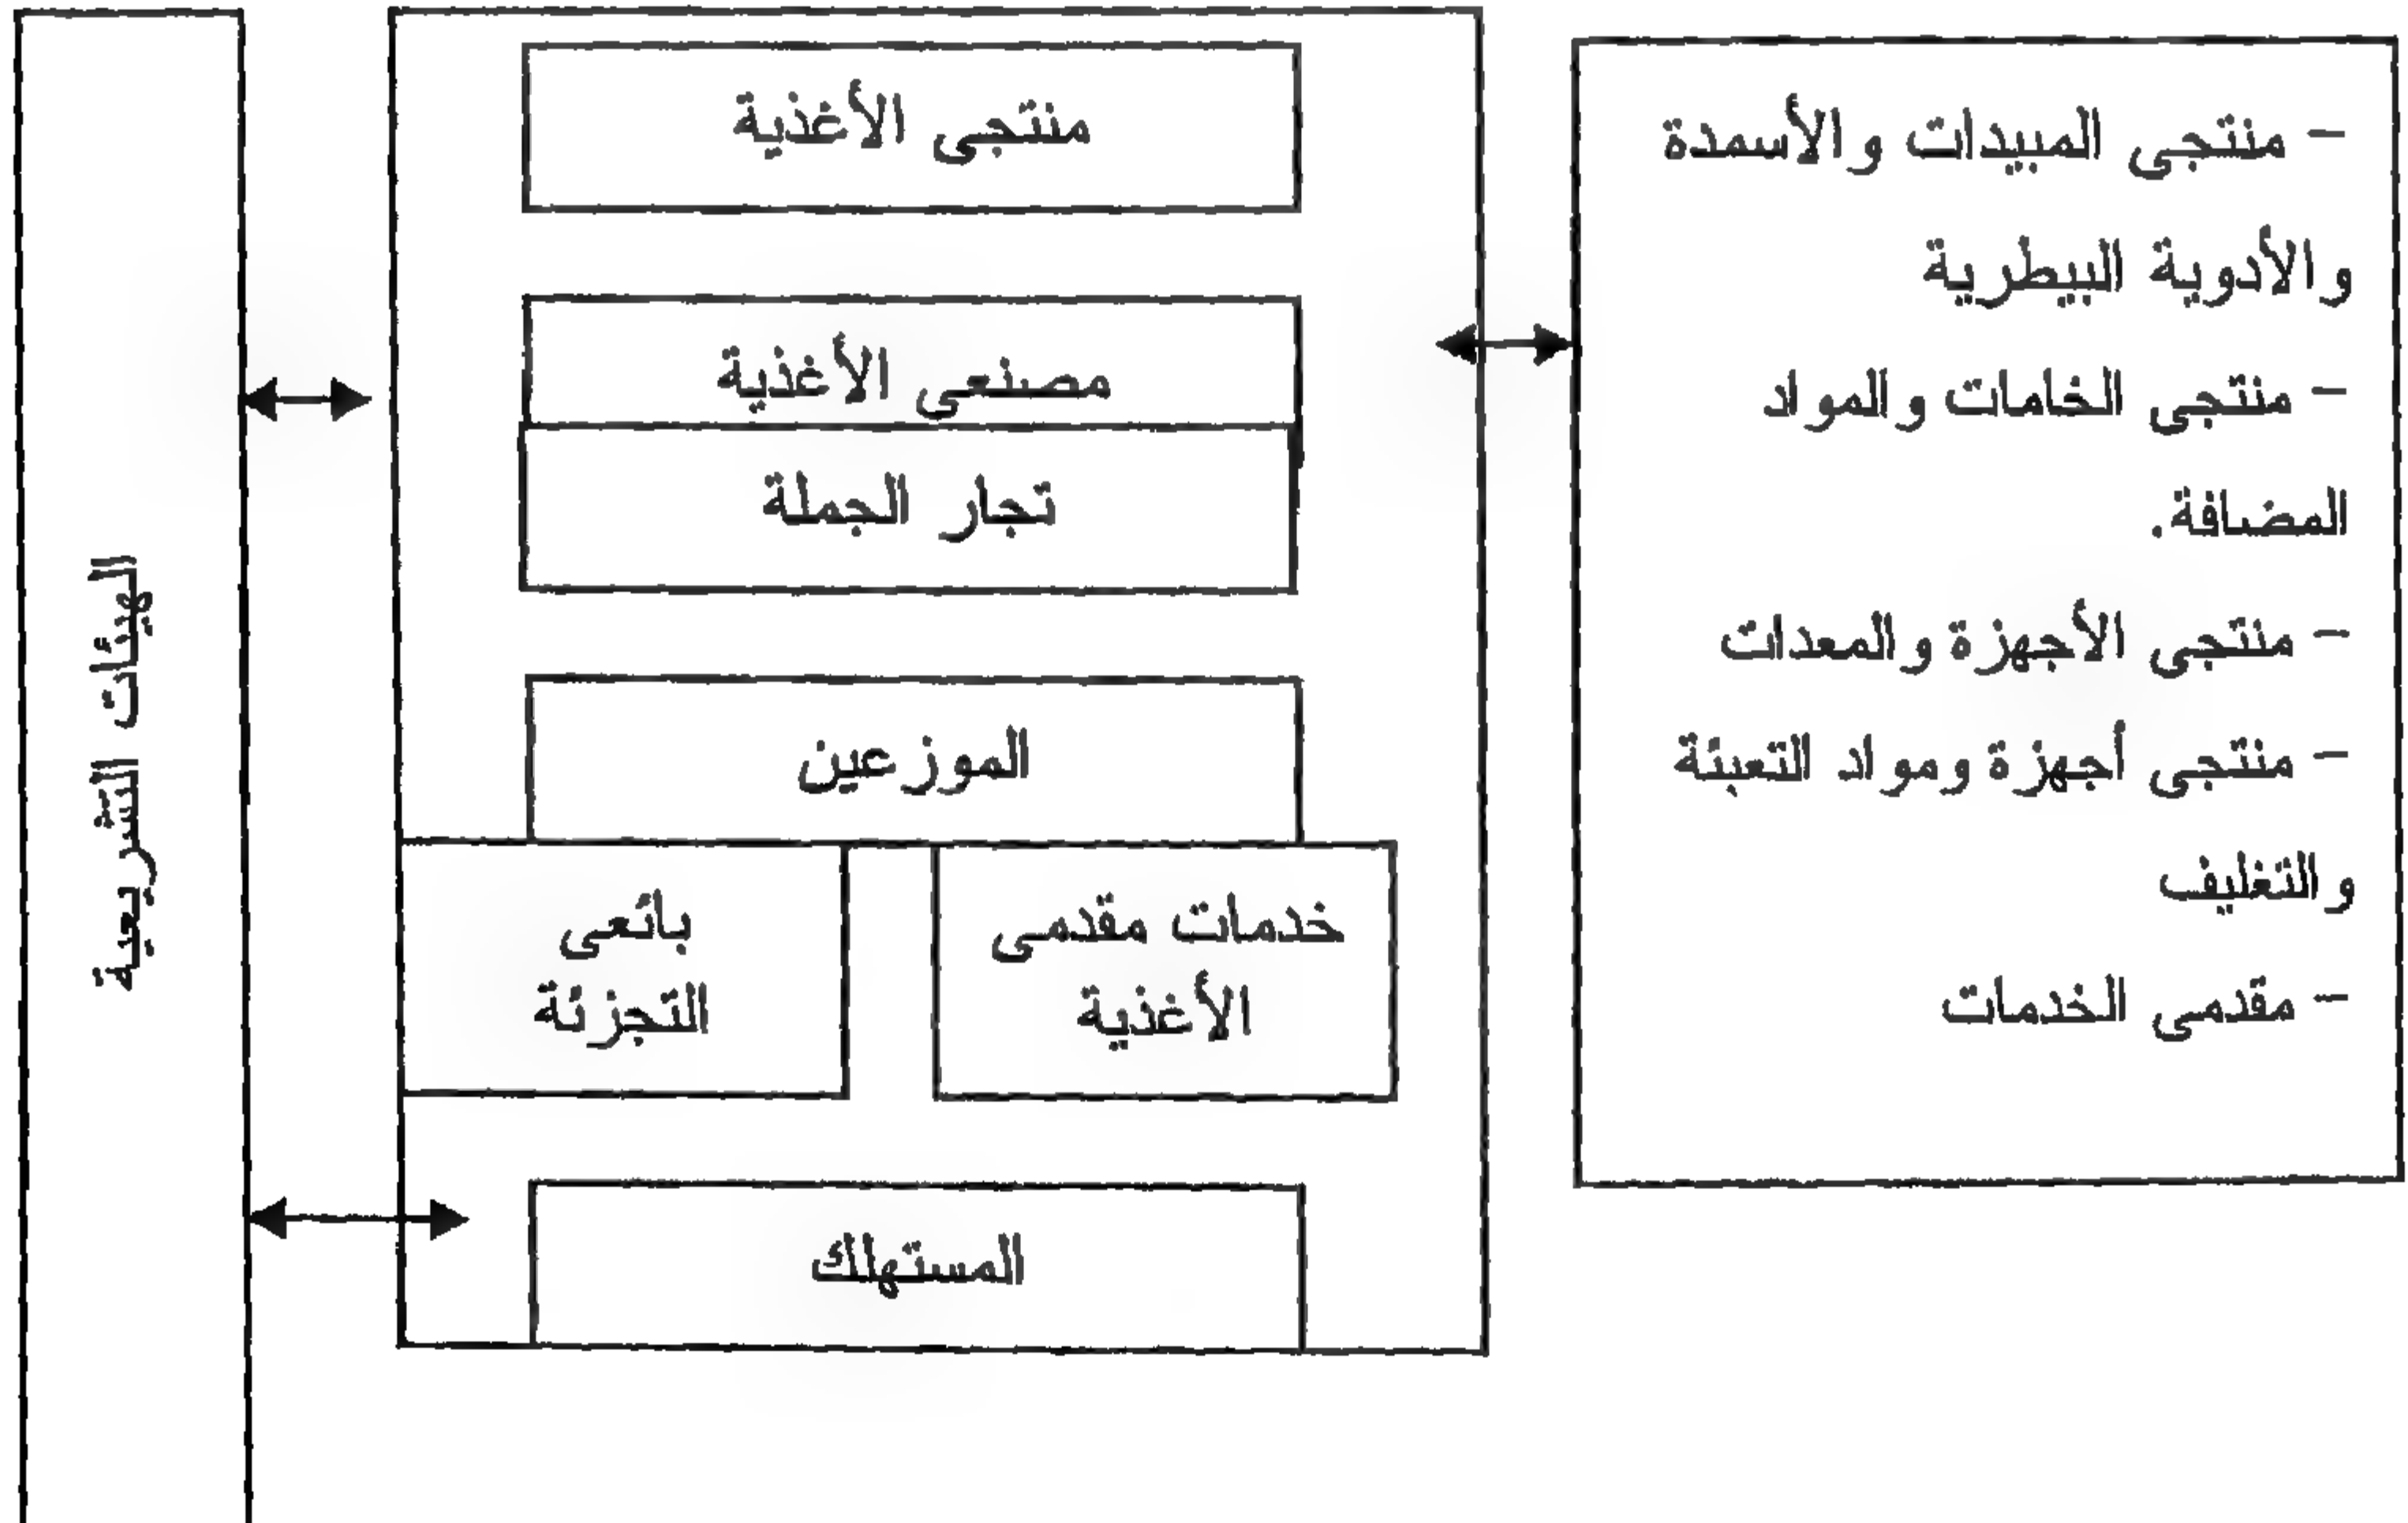 - منتجى المبيدات والأسمدة
والأدوية البيطرية
- منتجى الخامات والمواد
المضافة.
- منتجى الأجهزة والمعدات
- منتجى أجهزة ومواد التعبئة
والتغليف
- مقدمى الخدمات
منتجى الأغذية
مصنعى الأغذية
تجار الجملة
الموزعين
خدمات مقدمى
الأغذية
بائعى
التجزئة
المستهلك
الهيئات التشريعية